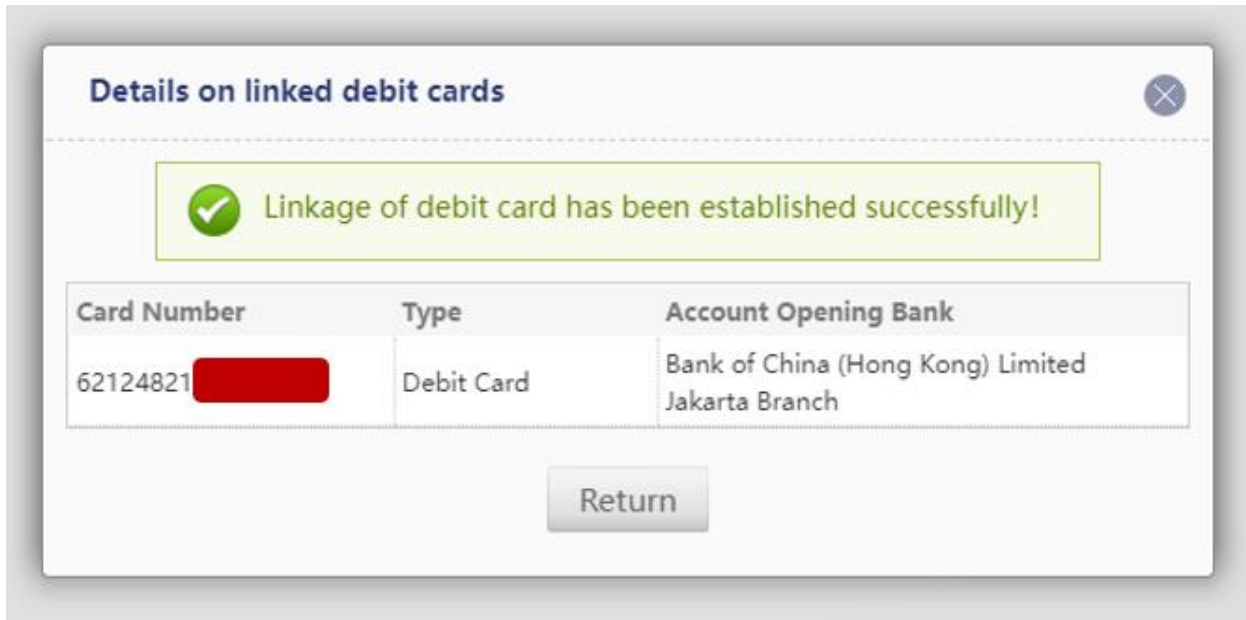 Details on linked debit cards
Linkage of debit card has been established successfully!
Card Number Type Account Opening Bank
62124821 Debit Card Bank of China (Hong Kong) Limited
Jakarta Branch
Return